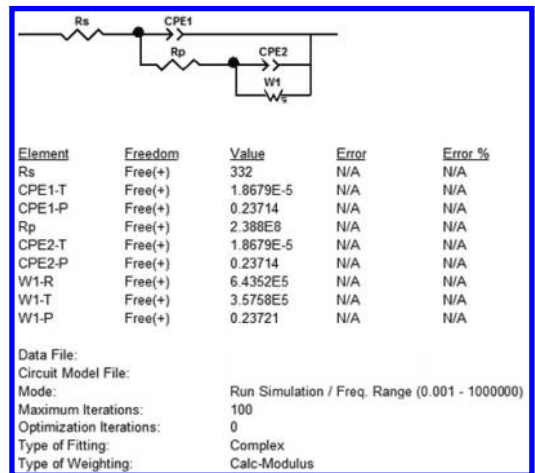 Rs
CPE1
Rp
CPE2
W1
s
Element Freedom Value Error Error %
Rs Free(+) 332 N/A N/A
CPE1-T Free(+) 1.8679E-5 N/A N/A
CPE1-P Free(+) 0.23714 N/A N/A
Rp Free(+) 2.388E8 N/A N/A
CPE2-T Free(+) 1.8679E-5 N/A N/A
CPE2-P Free(+) 0.23714 N/A N/A
W1-R Free(+) 6.4352E5 N/A N/A
W1-T Free(+) 3.5758E5 N/A N/A
W1-P Free(+) 0.23721 N/A N/A
Data File:
Circuit Model File:
Mode: Run Simulation / Freq. Range (0.001 - 1000000)
Maximum Iterations: 100
Optimization Iterations: 0
Type of Fitting: Complex
Type of Weighting: Calc-Modulus